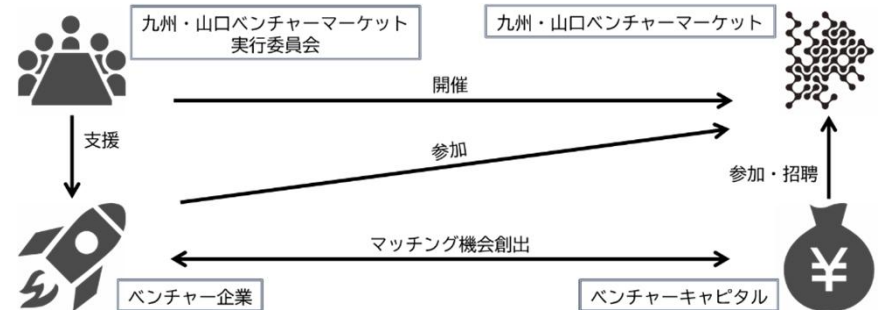 九州・山口ベンチャーマーケット
実行委員会
九州・山口ベンチャーマーケット
開催
支援
参加
参加・招聘
マッチング機会創出
ベンチャー企業
ベンチャーキャピタル
¥